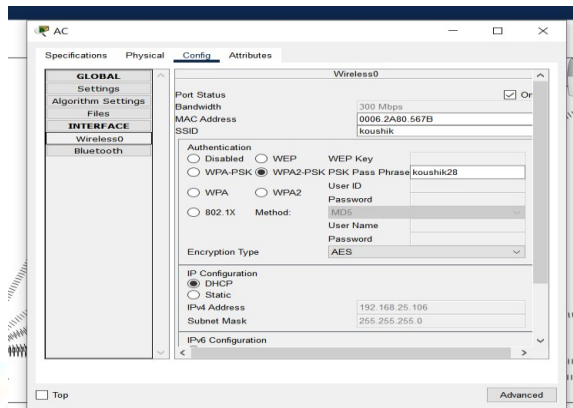 AC
Specifications Physical Config Attributes
GLOBAL
Settings
Algorithm Settings
Files
INTERFACE
Wireless0
Bluetooth
Wireless0
Port Status On
Bandwidth 300 Mbps
MAC Address 0006.2A80.567B
SSID koushik
Authentication
Disabled WEP WEP Key
WPA-PSK WPA2-PSK PSK Pass Phrase koushik28
User ID
WPA WPA2
Password
802.1X Method: MD5
User Name
Password
Encryption Type AES
IP Configuration
DHCP
Static
IPv4 Address 192.168.25.106
Subnet Mask 255.255.255.0
IPv6 Configuration
Top Advanced